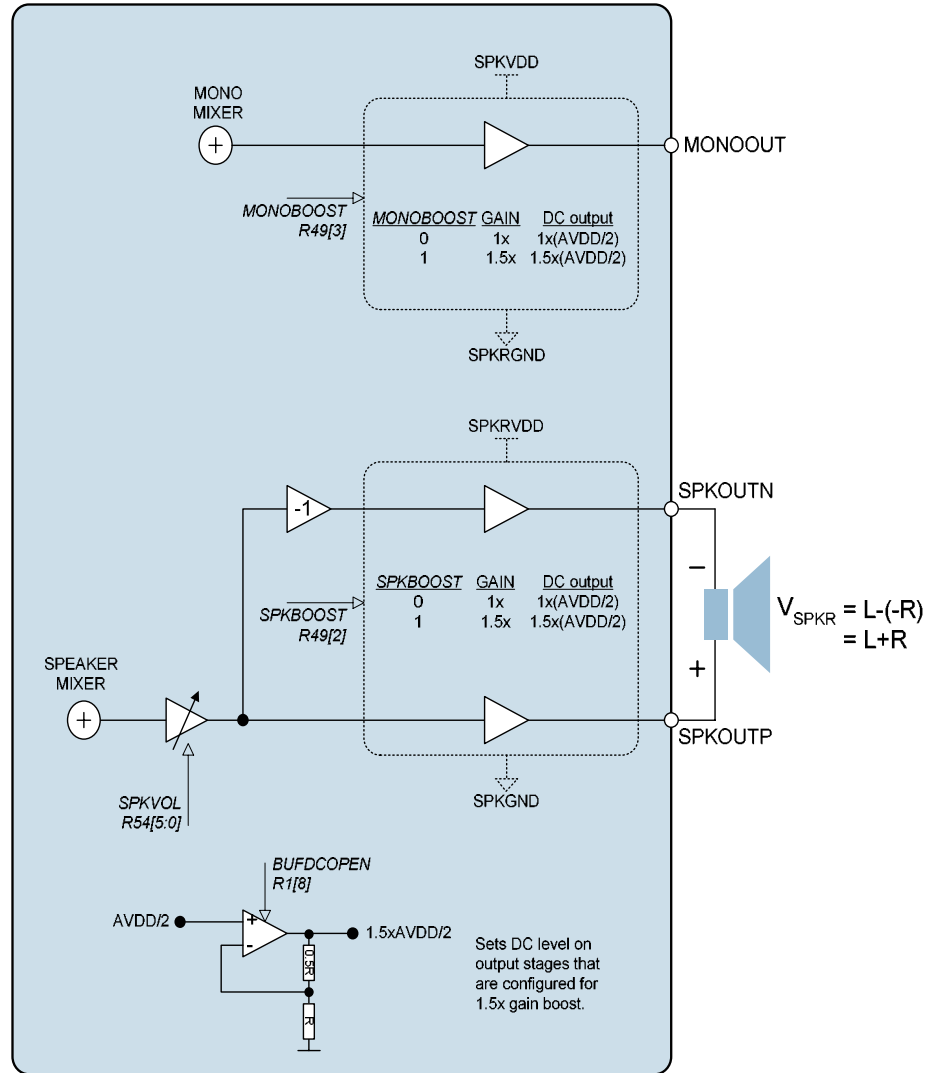 SPKVDD
MONO
MIXER
+
MONOOUT
MONOBOOST
R49[3]
MONOBOOST GAIN DC output
0 1x 1x(AVDD/2)
1 1.5x 1.5x(AVDD/2)
SPKRGND
SPKRVDD
SPKOUTN
-1
SPKBOOST
R49[2]
SPKBOOST GAIN DC output
0 1x 1x(AVDD/2)
1 1.5x 1.5x(AVDD/2)
−
+
V SPKR = L-(-R)
= L+R
SPEAKER
MIXER
+
SPKOUTP
SPKVOL
R54[5:0]
SPKGND
BUFDCOPEN
R1[8]
AVDD/2
+
-
1.5xAVDD/2
0.5R
R
Sets DC level on
output stages that
are configured for
1.5x gain boost.